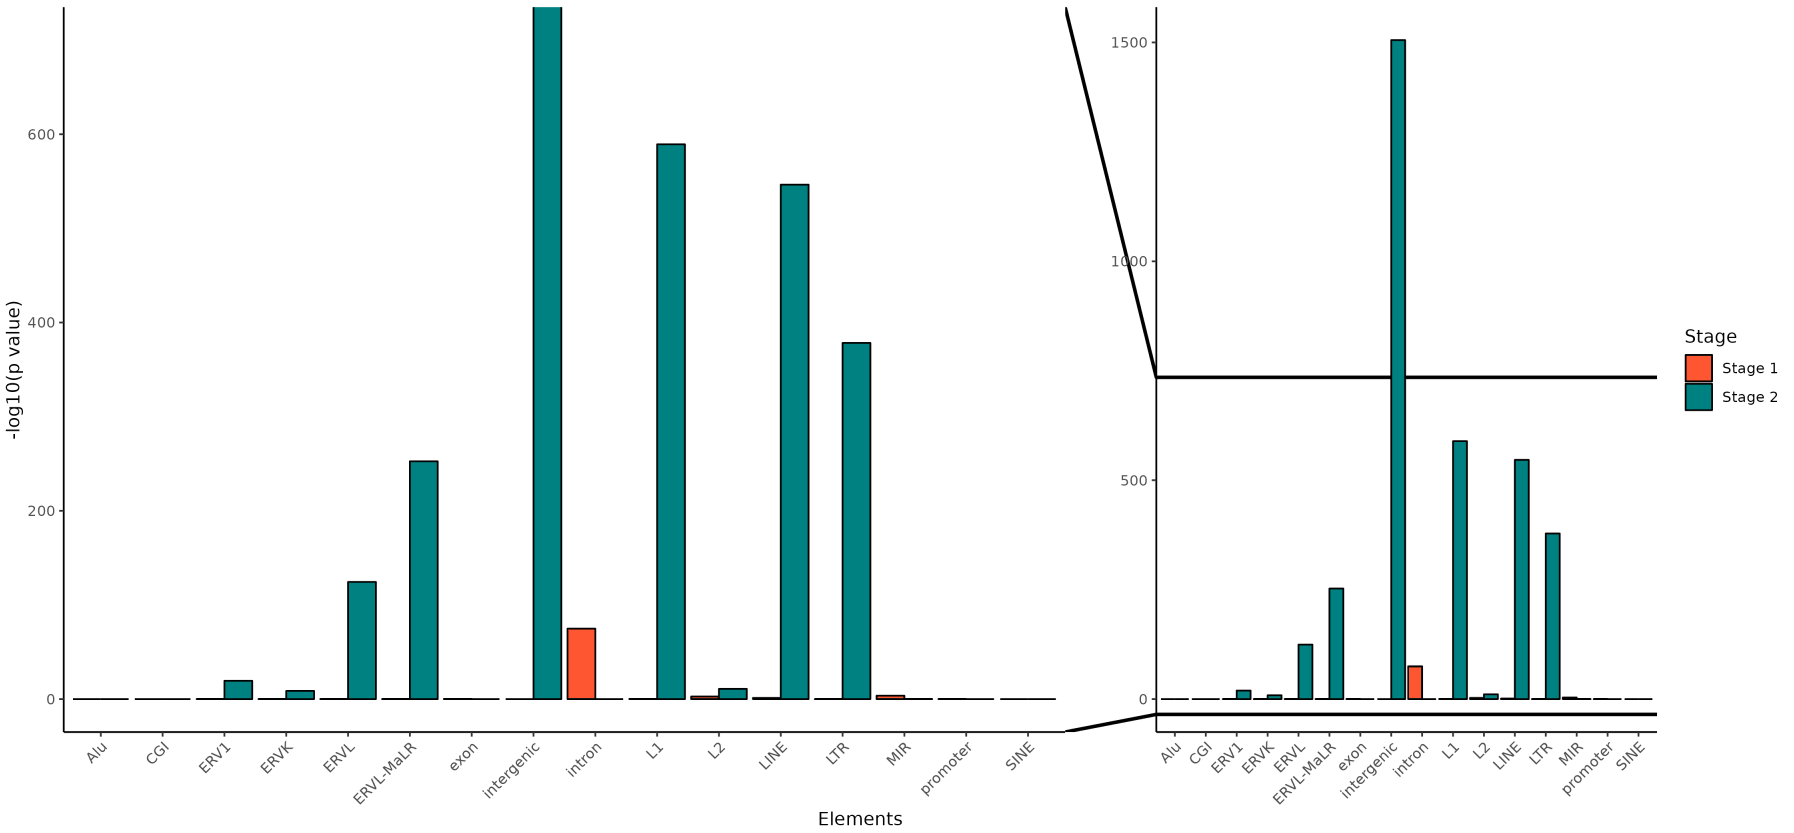 -log10(p value)
600
400
200
0
Alu
CGI
ERV1
ERVK
ERVL
ERVL-MaLR
exon
intergenic
intron
L1
L2
LINE
LTR
MIR
promoter
SINE
1500
1000
500
0
Alu
CGI
ERV1
ERVK
ERVL
ERVL-MaLR
exon
intergenic
intron
L1
L2
LINE
LTR
MIR
promoter
SINE
Elements
Stage
Stage 1
Stage 2